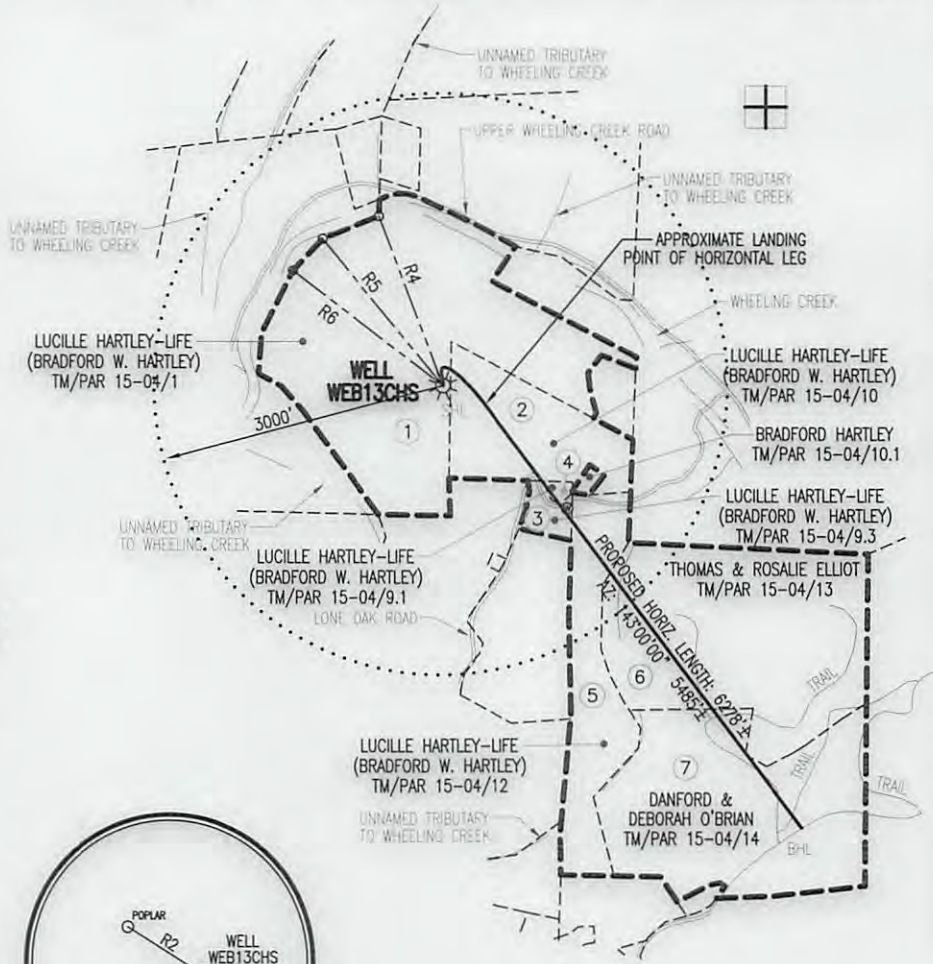 UNNAMED TRIBUTARY
TO WHEELING CREEK
UPPER WHEELING CREEK ROAD
UNNAMED TRIBUTARY
TO WHEELING CREEK
UNNAMED TRIBUTARY
TO WHEELING CREEK
APPROXIMATE LANDING
POINT OF HORIZONTAL LEG
R4
R5
R6
WHEELING CREEK
LUCILLE HARTLEY-LIFE
(BRADFORD W. HARTLEY)
TM/PAR 15-04/1
WELL
WEB13CHS
SHL
LUCILLE HARTLEY-LIFE
(BRADFORD W. HARTLEY)
TM/PAR 15-04/10
3000'
1
2
BRADFORD HARTLEY
TM/PAR 15-04/10.1
4
3
LUCILLE HARTLEY-LIFE
(BRADFORD W. HARTLEY)
TM/PAR 15-04/9.3
UNNAMED TRIBUTARY
TO WHEELING CREEK
LUCILLE HARTLEY-LIFE
(BRADFORD W. HARTLEY)
TM/PAR 15-04/9.1
THOMAS & ROSALIE ELLIOT
TM/PAR 15-04/13
LONE OAK ROAD
PROPOSED HORIZ. LENGTH: 6278'±
AZ: 143°00'00" 5485'±
TRAIL
5
6
LUCILLE HARTLEY-LIFE
(BRADFORD W. HARTLEY)
TM/PAR 15-04/12
TRAIL
TRAIL
7
DANFORD &
DEBORAH O'BRIAN
TM/PAR 15-04/14
UNNAMED TRIBUTARY
TO WHEELING CREEK
BHL
POPLAR
R2
WELL
WEB13CHS